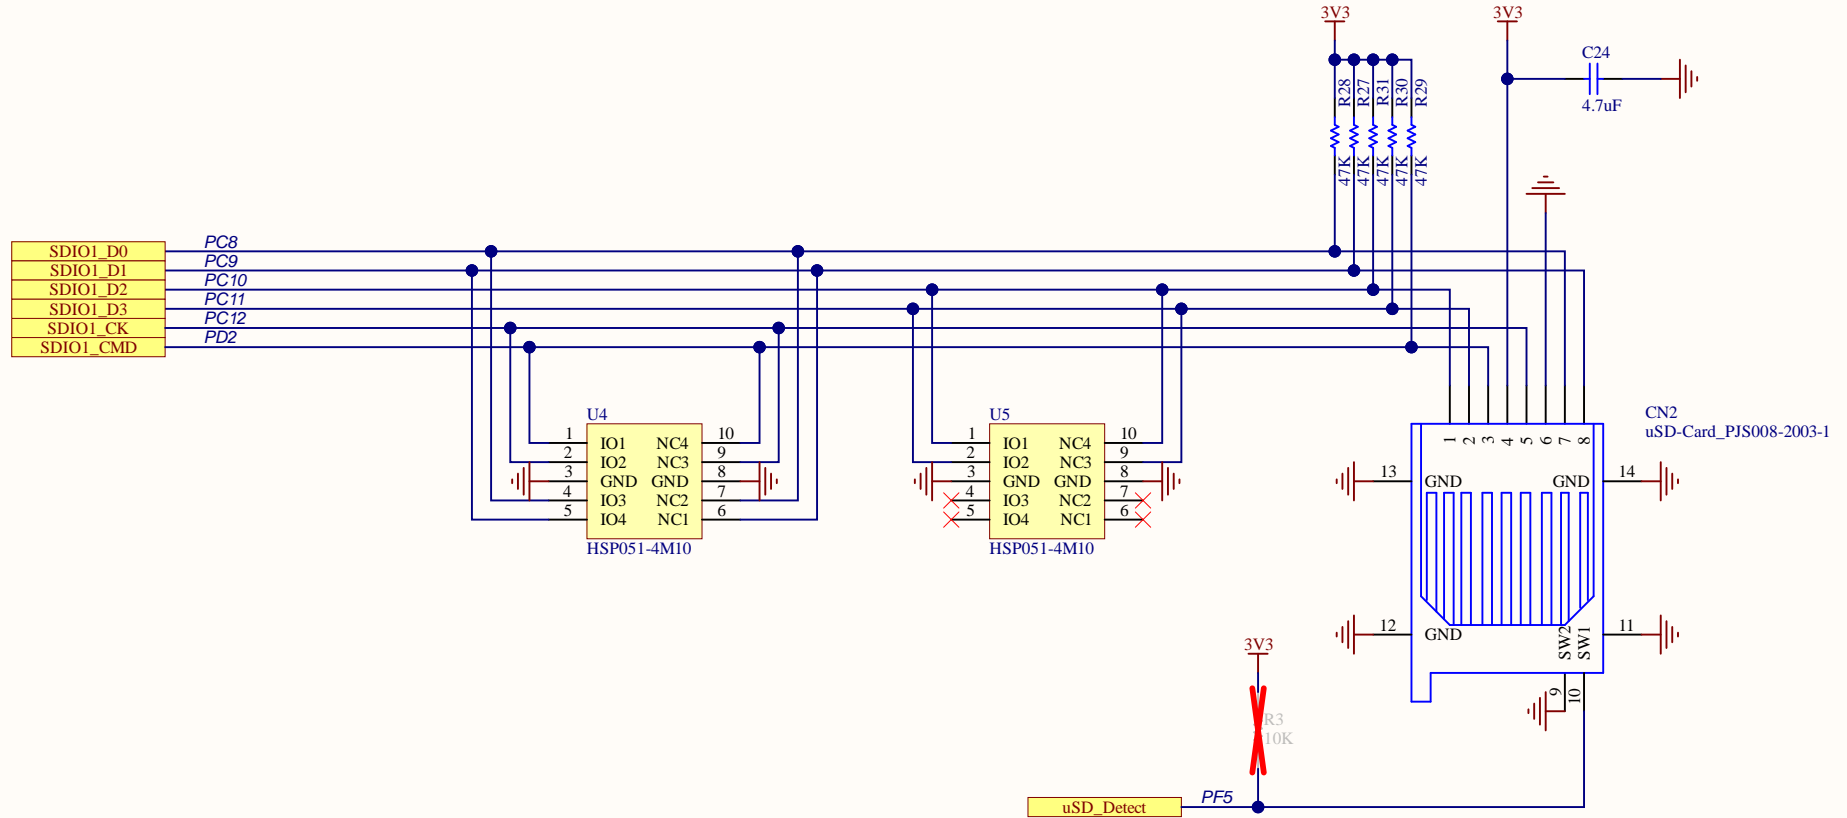 3V3
3V3
C24
4.7uF
R28
R27
R31
R30
R29
47K
47K
47K
47K
47K
SDIO1_D0 PC8
SDIO1_D1 PC9
SDIO1_D2 PC10
SDIO1_D3 PC11
SDIO1_CK PC12
SDIO1_CMD PD2
U4
1 IO1 NC4 10
2 IO2 NC3 9
3 GND GND 8
4 IO3 NC2 7
5 IO4 NC1 6
HSP051-4M10
U5
1 IO1 NC4 10
2 IO2 NC3 9
3 GND GND 8
4 IO3 NC2 7
5 IO4 NC1 6
HSP051-4M10
CN2
uSD-Card_PJS008-2003-1
1 2 3 4 5 6 7 8
13 GND GND 14
12 GND 11
SW2
SW1
9
10
3V3
R3
10K
uSD_Detect PF5